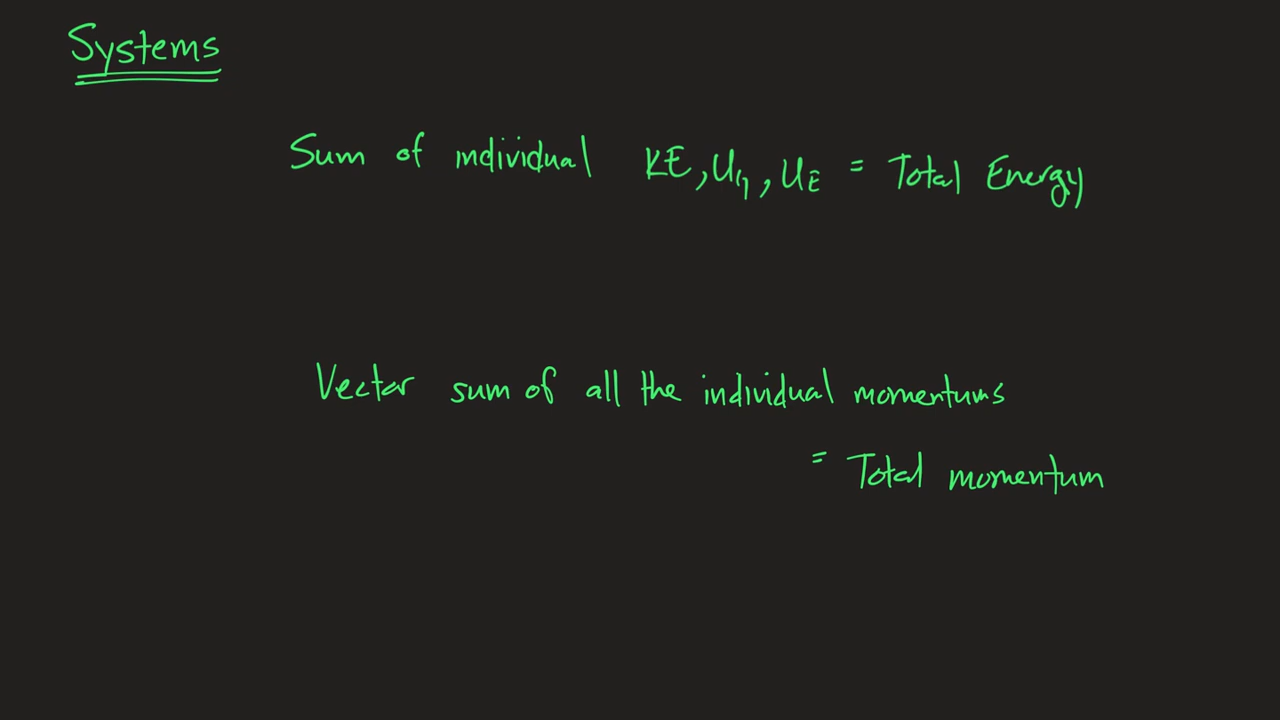 Systems
Sum of individual KE, UG, UE = Total Energy
Vector sum of all the individual momentums
= Total momentum